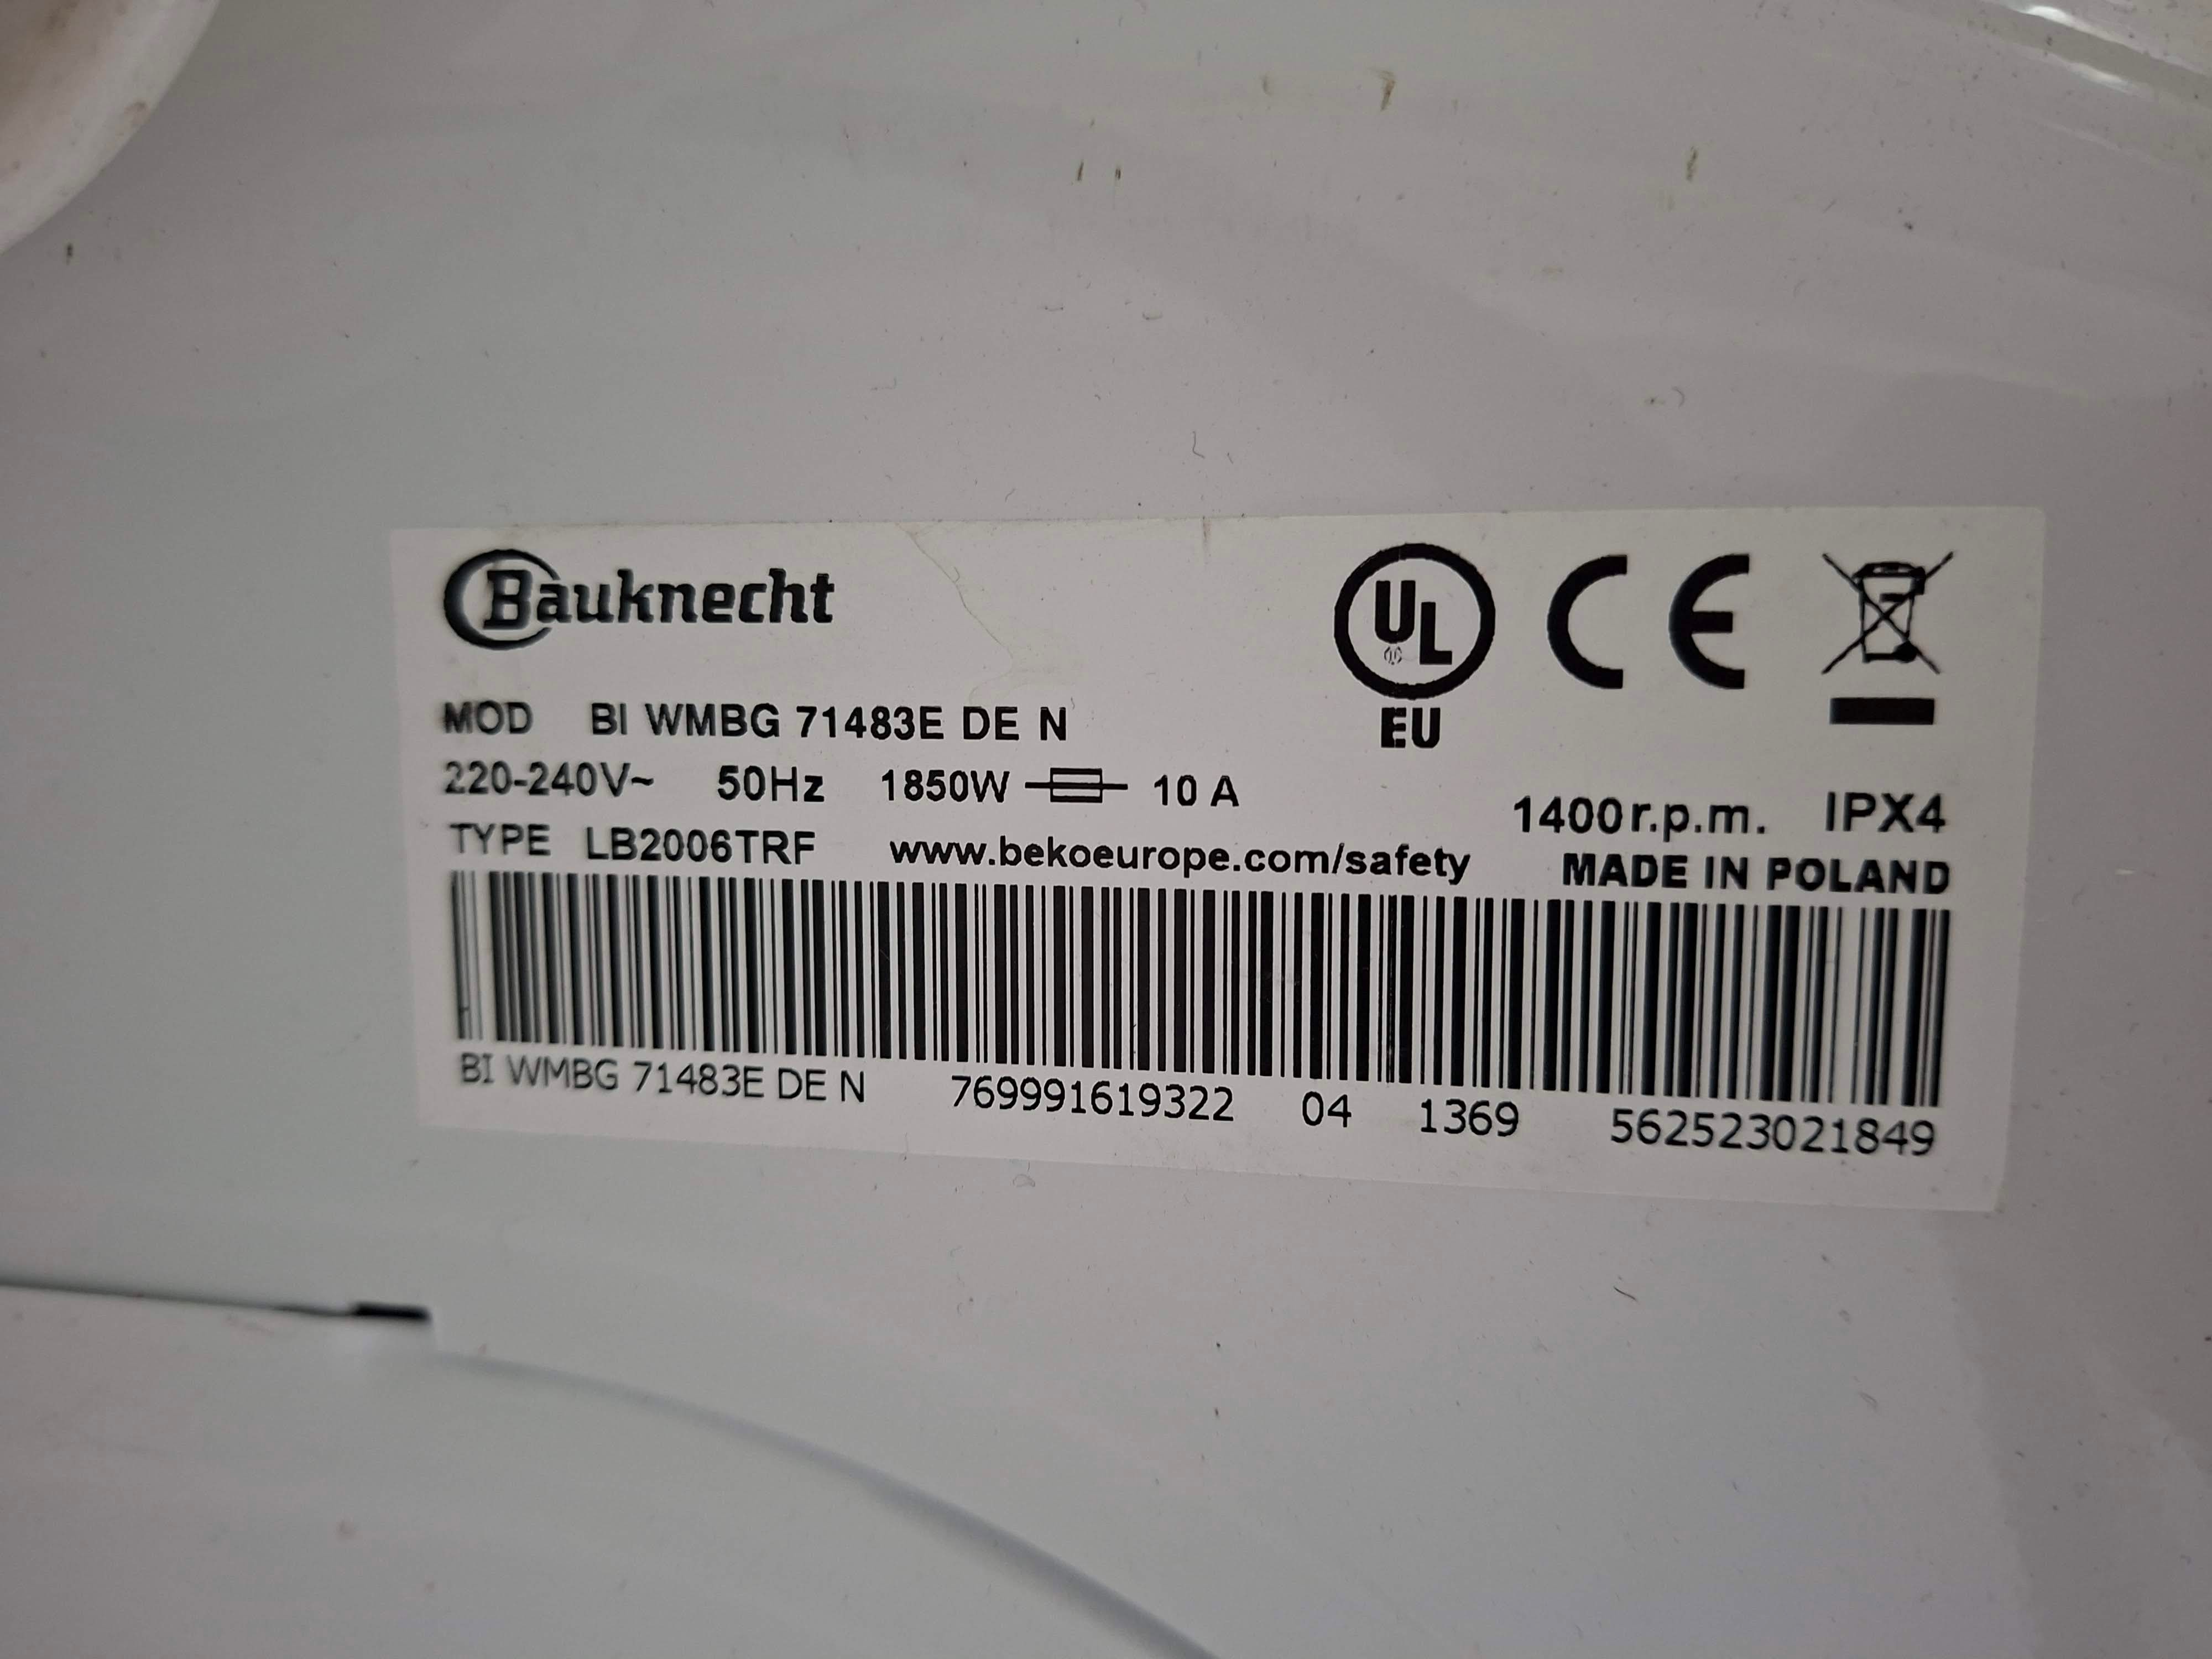 Bauknecht
UL
EU
CE
MOD BI WMBG 71483E DE N
220-240V~ 50Hz 1850W 10 A
1400r.p.m. IPX4
TYPE LB2006TRF www.bekoeurope.com/safety MADE IN POLAND
BI WMBG 71483E DE N 769991619322 04 1369 562523021849